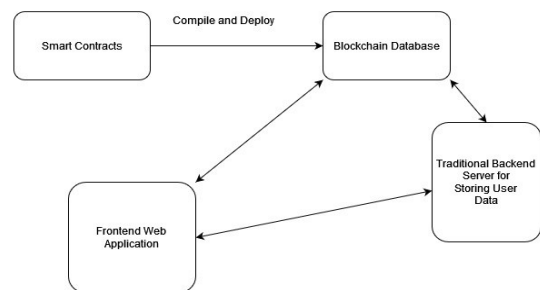 Compile and Deploy
Smart Contracts
Blockchain Database
Traditional Backend
Server for
Storing User
Data
Frontend Web
Application